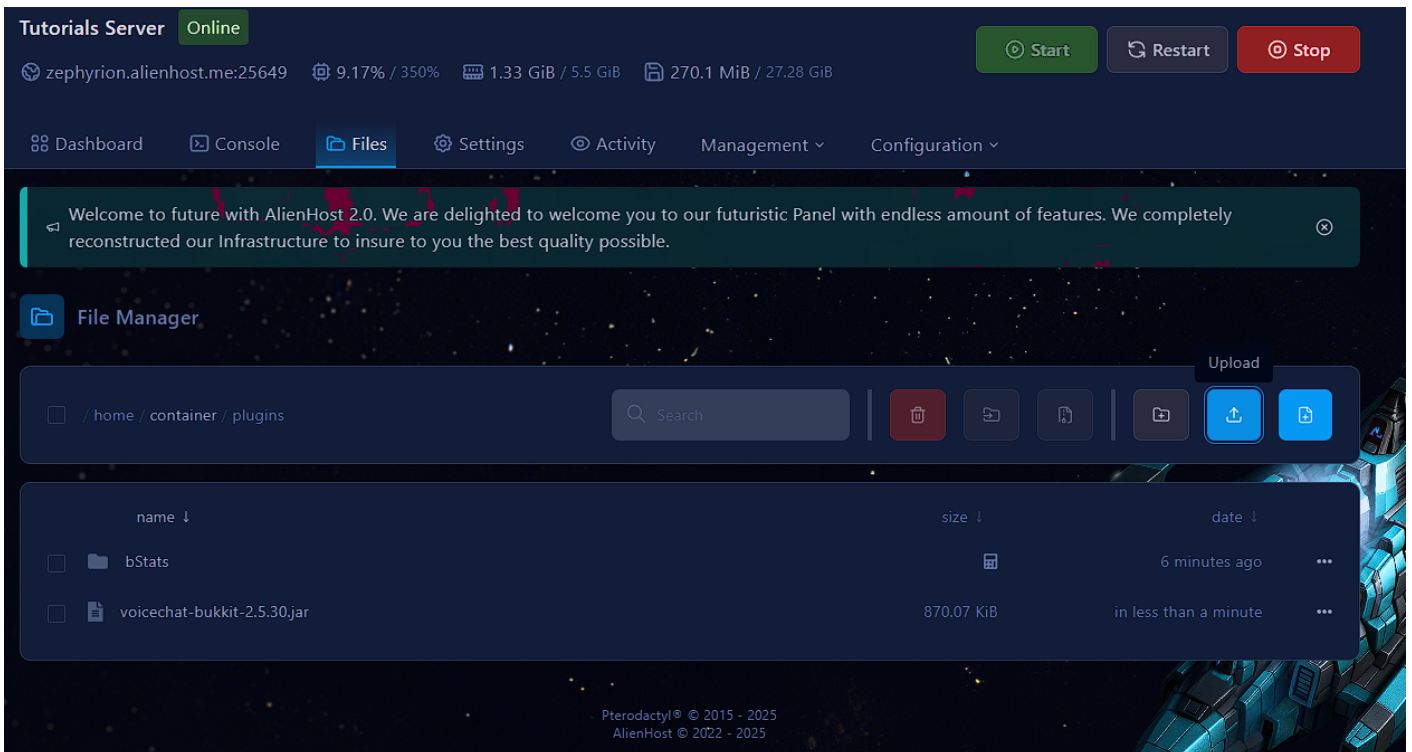 Tutorials Server Online
Start Restart Stop
zephyrion.alienhost.me:25649 9.17% / 350% 1.33 GiB / 5.5 GiB 270.1 MiB / 27.28 GiB
Dashboard Console Files Settings Activity Management Configuration
Welcome to future with AlienHost 2.0. We are delighted to welcome you to our futuristic Panel with endless amount of features. We completely
reconstructed our Infrastructure to insure to you the best quality possible.
File Manager
Upload
/ home / container / plugins Search
name ↓ size ↓ date ↓
bStats 6 minutes ago
voicechat-bukkit-2.5.30.jar 870.07 KiB in less than a minute
Pterodactyl® © 2015 - 2025
AlienHost © 2022 - 2025